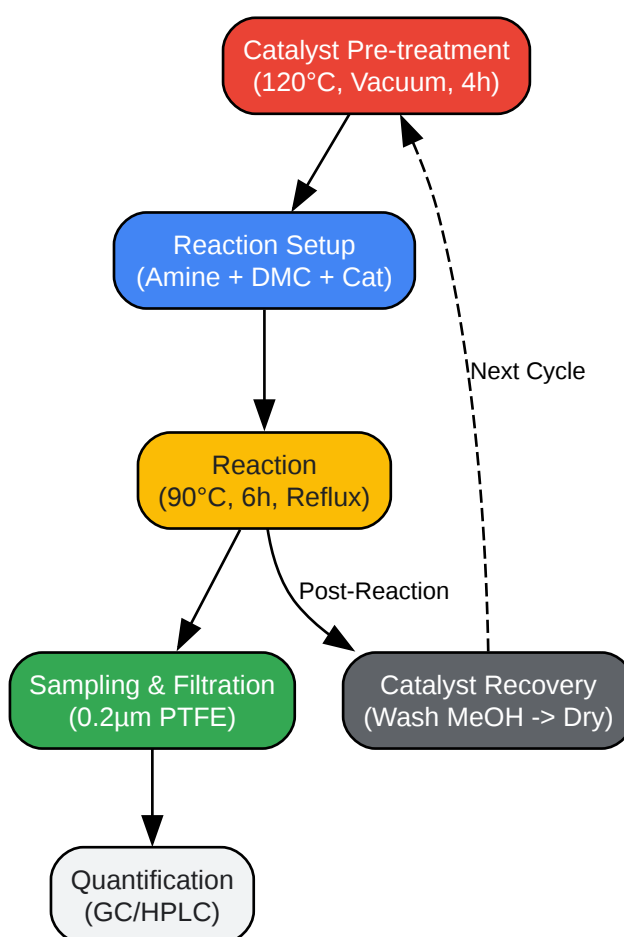 Catalyst Pre-treatment
(120°C, Vacuum, 4h)
Reaction Setup
(Amine + DMC + Cat)
Next Cycle
Reaction
(90°C, 6h, Reflux)
Post-Reaction
Sampling & Filtration
(0.2µm PTFE)
Catalyst Recovery
(Wash MeOH -> Dry)
Quantification
(GC/HPLC)